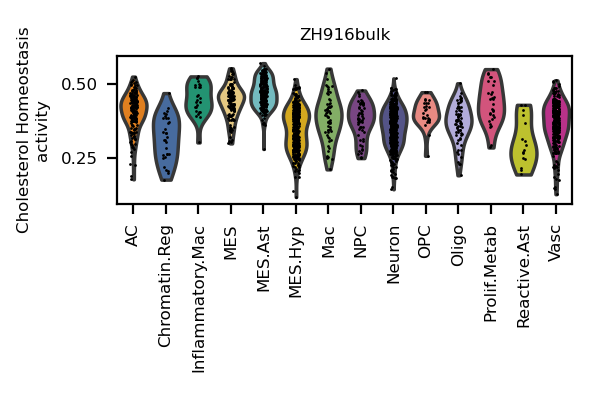 ZH916bulk
Cholesterol Homeostasis
activity
0.50
0.25
AC
Chromatin.Reg
Inflammatory.Mac
MES
MES.Ast
MES.Hyp
Mac
NPC
Neuron
OPC
Oligo
Prolif.Metab
Reactive.Ast
Vasc